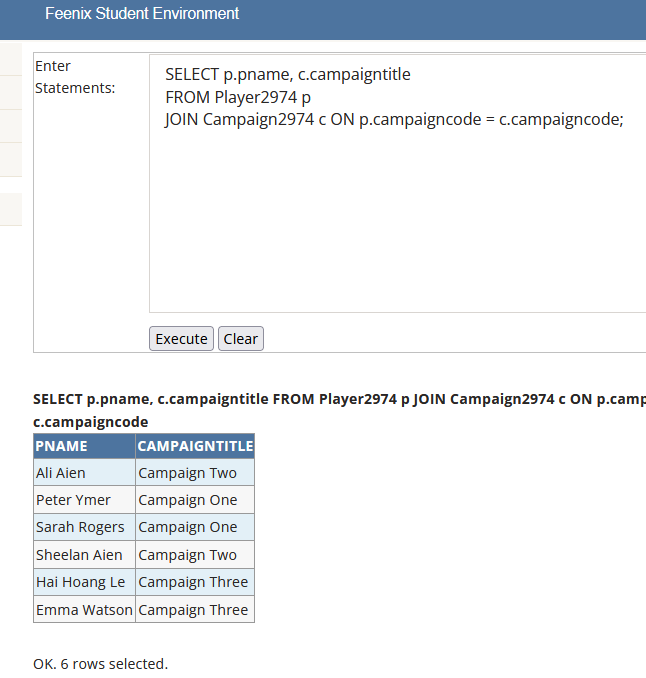 Feenix Student Environment
Enter
Statements:
SELECT p.pname, c.campaigntitle
FROM Player2974 p
JOIN Campaign2974 c ON p.campaigncode = c.campaigncode;
Execute Clear
SELECT p.pname, c.campaigntitle FROM Player2974 p JOIN Campaign2974 c ON p.camp
c.campaigncode
PNAME CAMPAIGNTITLE
Ali Aien Campaign Two
Peter Ymer Campaign One
Sarah Rogers Campaign One
Sheelan Aien Campaign Two
Hai Hoang Le Campaign Three
Emma Watson Campaign Three
OK. 6 rows selected.